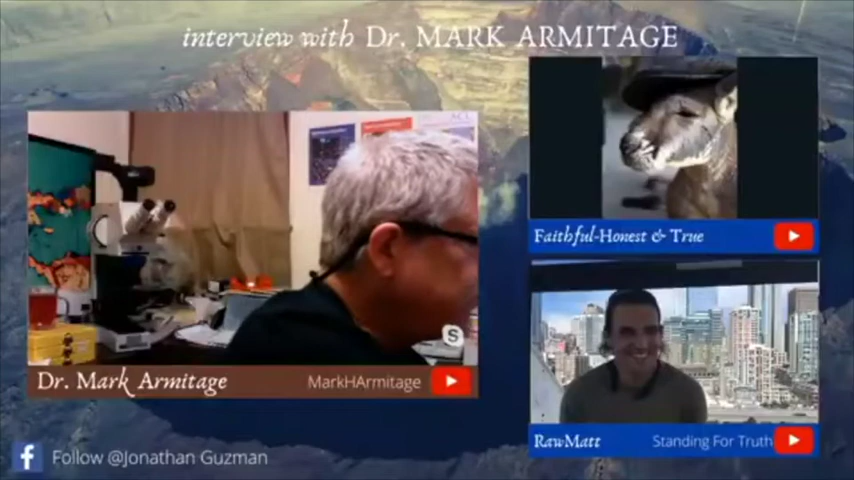 interview with Dr. MARK ARMITAGE
Faithful-Honest & True
Dr. Mark Armitage
MarkHArmitage
RawMatt
Standing For Truth
Follow @Jonathan Guzman